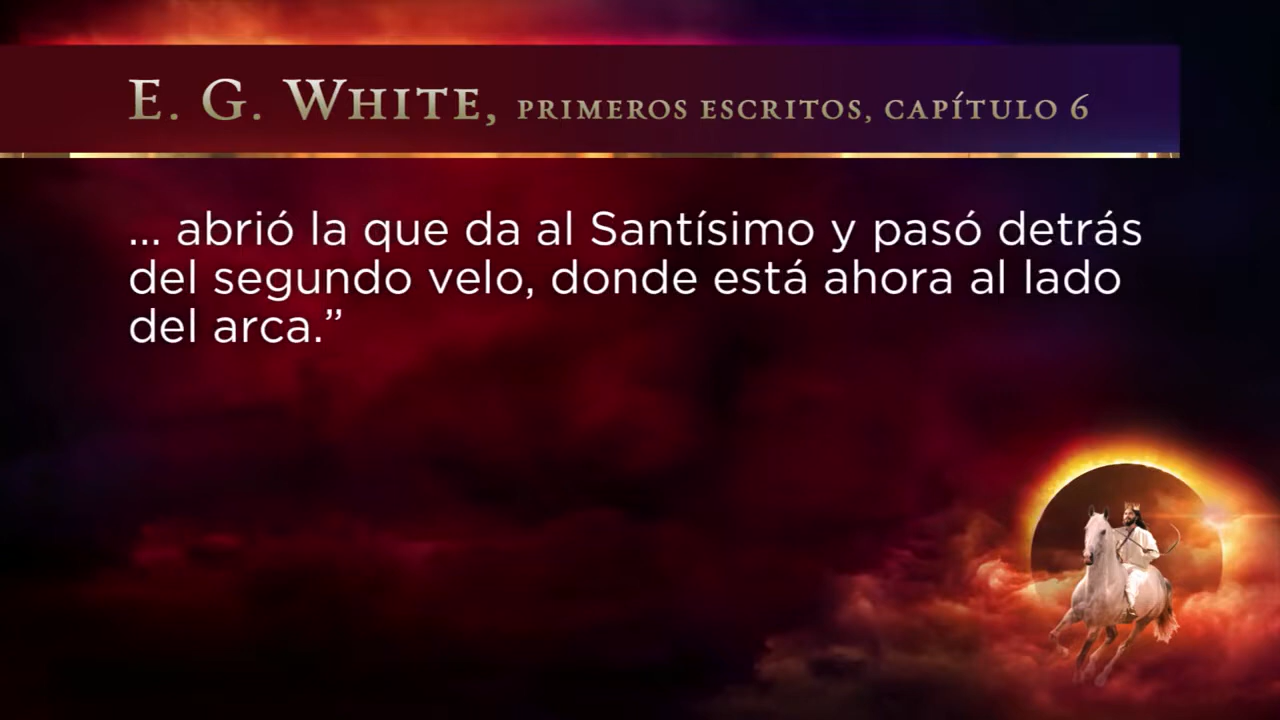 E. G. WHITE, PRIMEROS ESCRITOS, CAPÍTULO 6
... abrió la que da al Santísimo y pasó detrás
del segundo velo, donde está ahora al lado
del arca.”